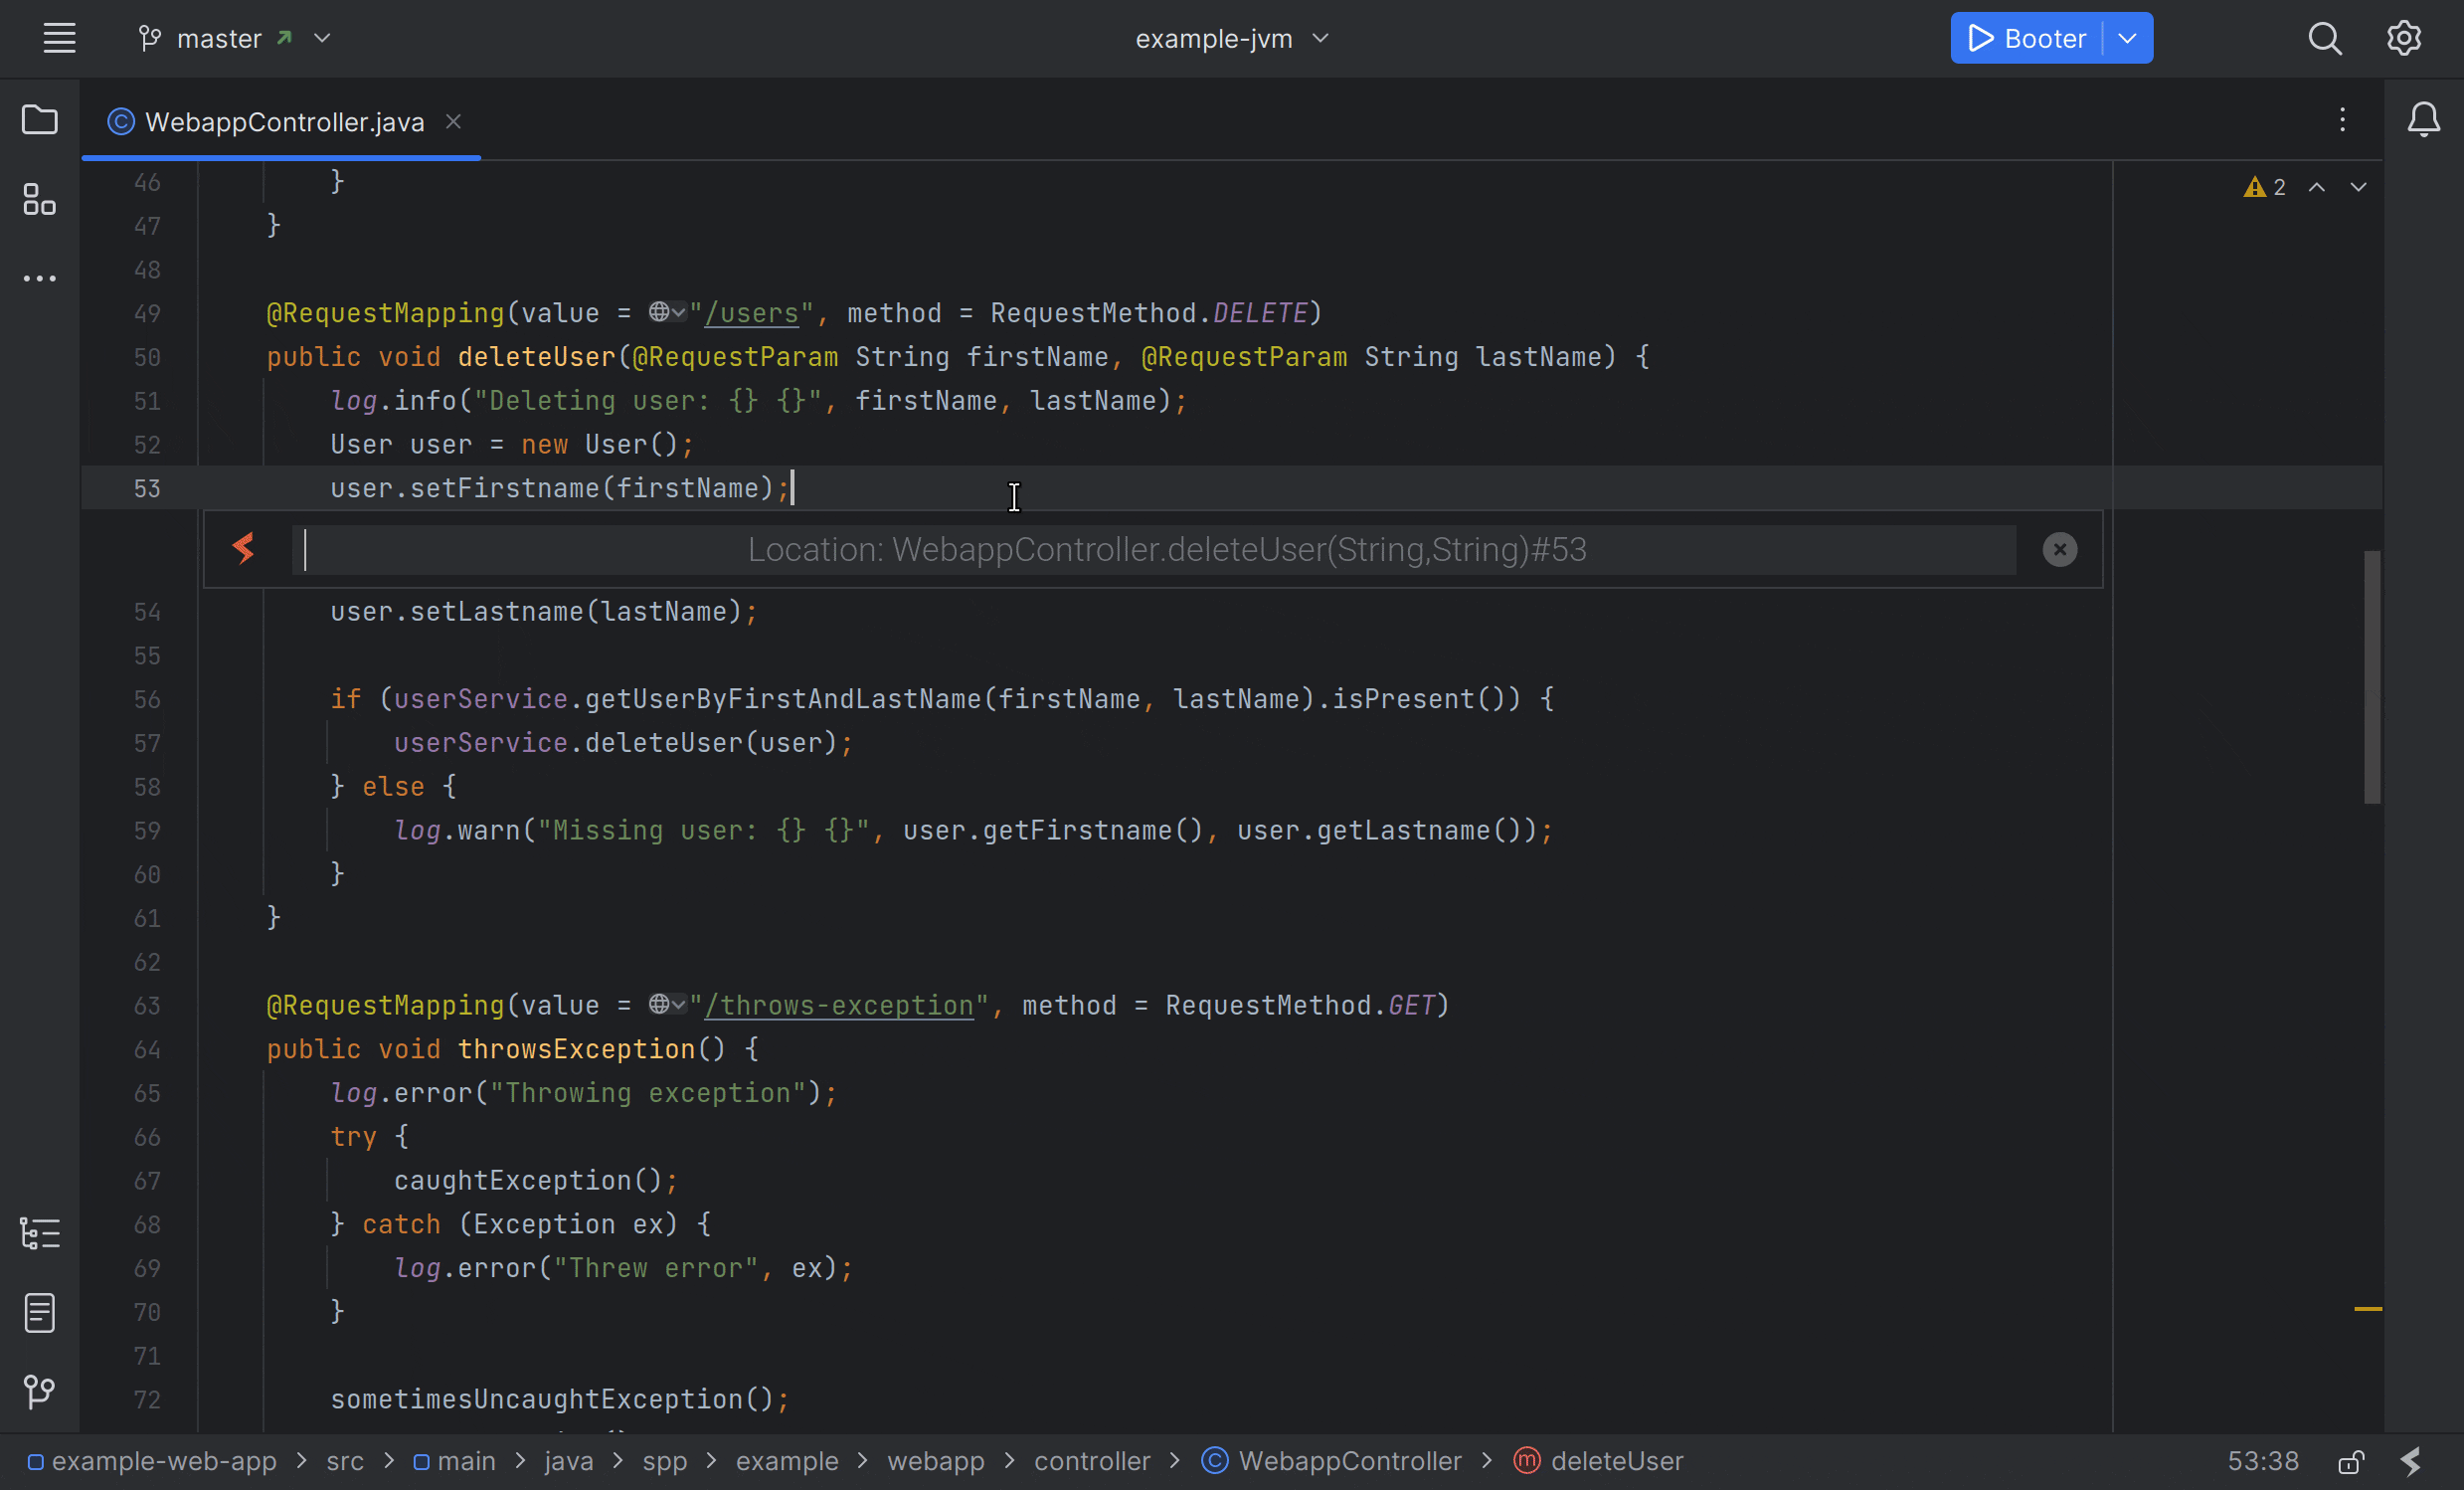 master
example-jvm
Booter
WebappController.java
2
46 }
47 }
48
49 @RequestMapping(value = "/users", method = RequestMethod.DELETE)
50 public void deleteUser(@RequestParam String firstName, @RequestParam String lastName) {
51 log.info("Deleting user: {} {}", firstName, lastName);
52 User user = new User();
53 user.setFirstname(firstName);
Location: WebappController.deleteUser(String,String)#53
54 user.setLastname(lastName);
55
56 if (userService.getUserByFirstAndLastName(firstName, lastName).isPresent()) {
57 userService.deleteUser(user);
58 } else {
59 log.warn("Missing user: {} {}", user.getFirstname(), user.getLastname());
60 }
61 }
62
63 @RequestMapping(value = "/throws-exception", method = RequestMethod.GET)
64 public void throwsException() {
65 log.error("Throwing exception");
66 try {
67 caughtException();
68 } catch (Exception ex) {
69 log.error("Threw error", ex);
70 }
71
72 sometimesUncaughtException();
example-web-app > src > main > java > spp > example > webapp > controller > WebappController > deleteUser
53:38